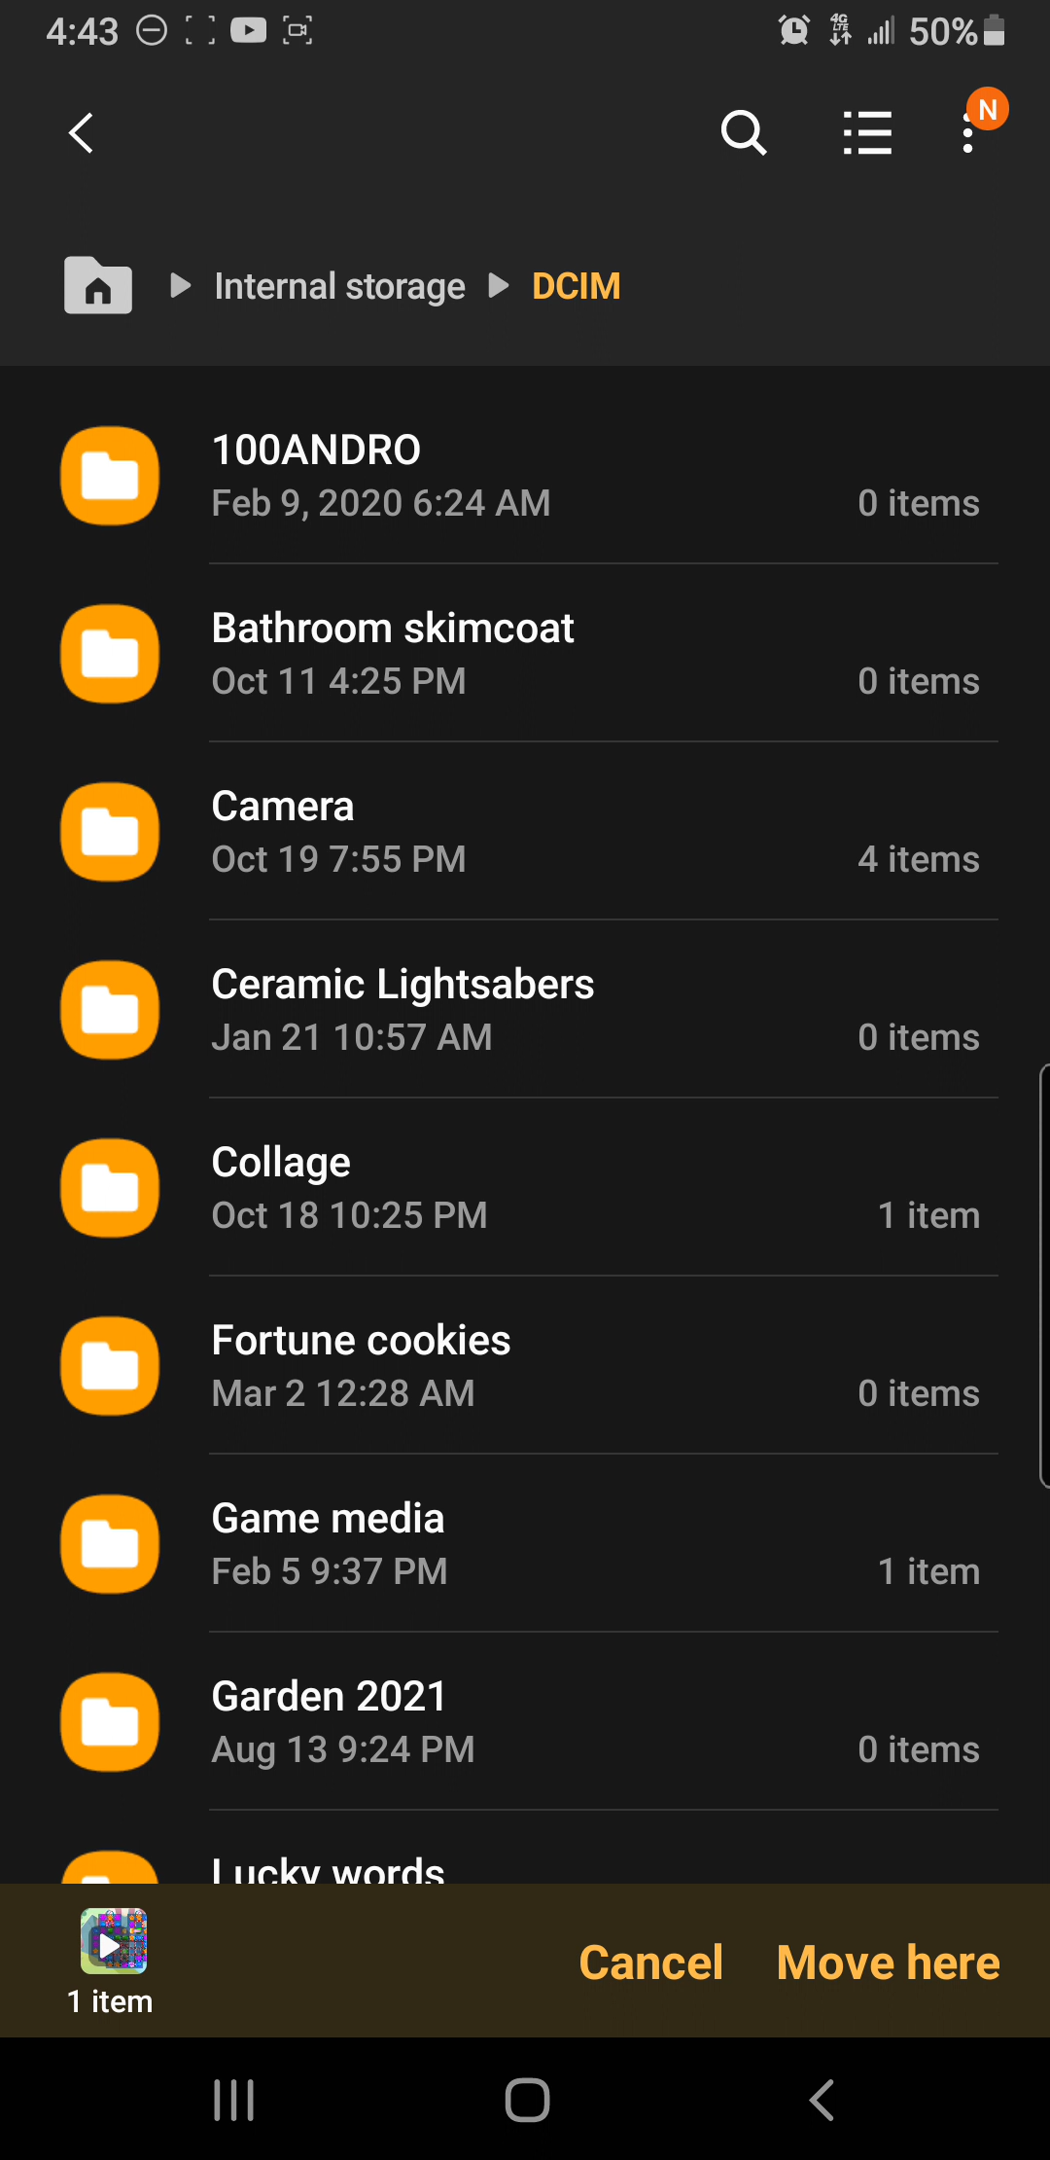 4:43
4G LTE
50%
N
Internal storage
DCIM
100ANDRO
Feb 9, 2020 6:24 AM
0 items
Bathroom skimcoat
Oct 11 4:25 PM
0 items
Camera
Oct 19 7:55 PM
4 items
Ceramic Lightsabers
Jan 21 10:57 AM
0 items
Collage
Oct 18 10:25 PM
1 item
Fortune cookies
Mar 2 12:28 AM
0 items
Game media
Feb 5 9:37 PM
1 item
Garden 2021
Aug 13 9:24 PM
0 items
Lucky words
1 item
Cancel
Move here